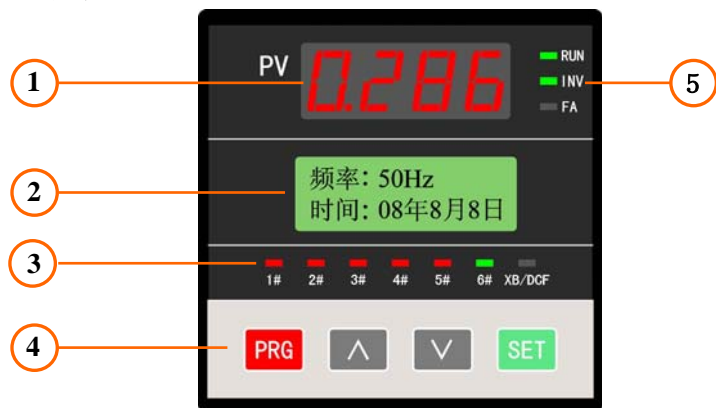 PV 0.286
RUN
INV
FA
频率：50Hz
时间：08年8月8日
1# 2# 3# 4# 5# 6# XB/DCF
PRG ∧ ∨ SET
1
2
3
4
5